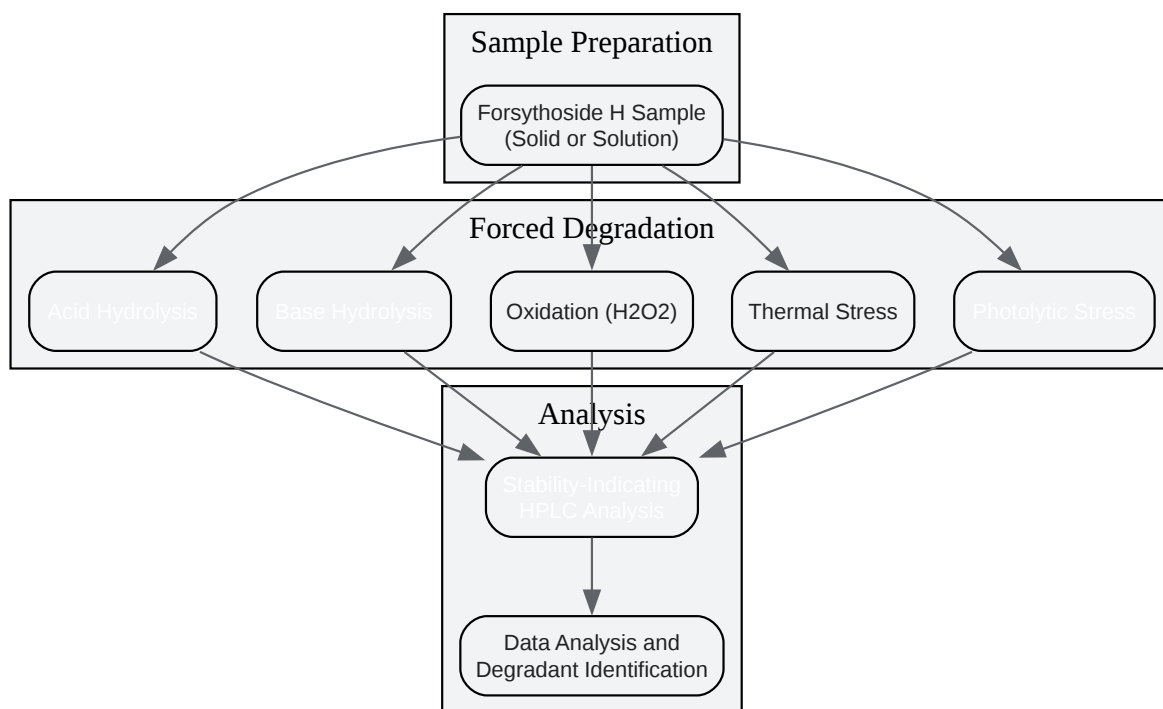 Sample Preparation
Forsythoside H Sample
(Solid or Solution)
Forced Degradation
Acid Hydrolysis
Base Hydrolysis
Oxidation (H2O2)
Thermal Stress
Photolytic Stress
Analysis
Stability-Indicating
HPLC Analysis
Data Analysis and
Degradant Identification